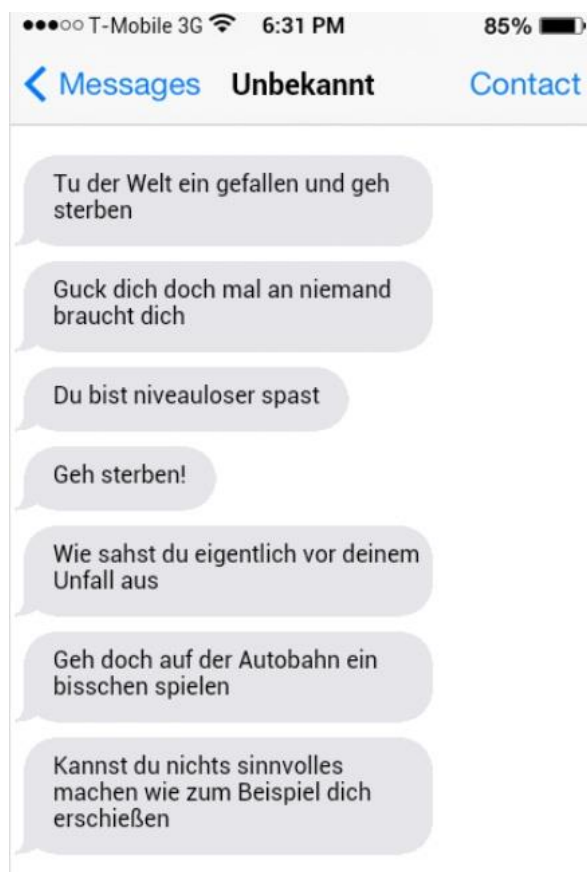 T-Mobile 3G 6:31 PM 85%
Messages Unbekannt Contact
Tu der Welt ein gefallen und geh
sterben
Guck dich doch mal an niemand
braucht dich
Du bist niveauloser spast
Geh sterben!
Wie sahst du eigentlich vor deinem
Unfall aus
Geh doch auf der Autobahn ein
bisschen spielen
Kannst du nichts sinnvolles
machen wie zum Beispiel dich
erschießen